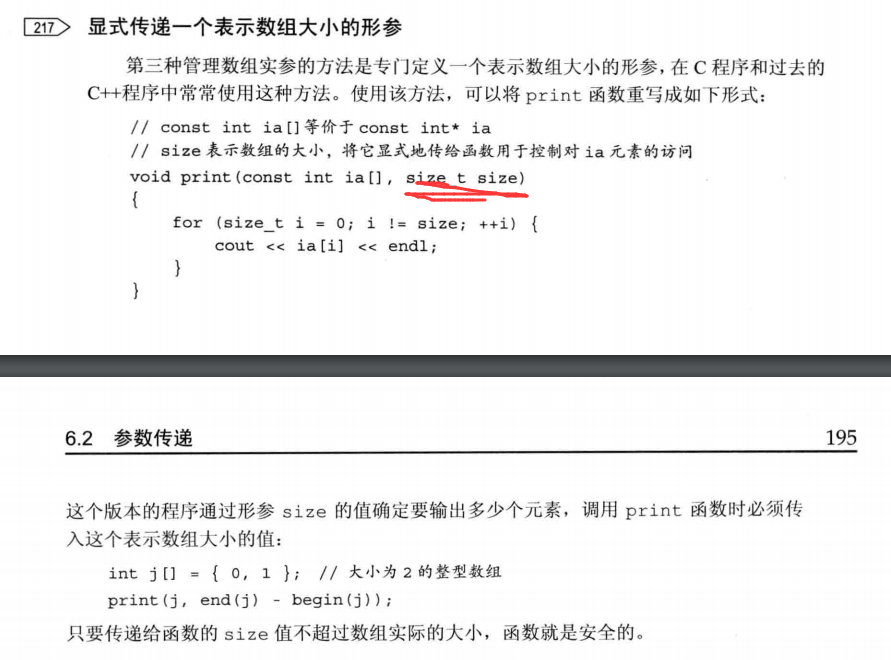 217 显式传递一个表示数组大小的形参
第三种管理数组实参的方法是专门定义一个表示数组大小的形参，在 C 程序和过去的
C++程序中常常使用这种方法。使用该方法，可以将 print 函数重写成如下形式：
// const int ia[]等价于 const int* ia
// size 表示数组的大小，将它显式地传给函数用于控制对 ia 元素的访问
void print(const int ia[], size_t size)
{
for (size_t i = 0; i != size; ++i) {
cout << ia[i] << endl;
}
}
6.2 参数传递 195
这个版本的程序通过形参 size 的值确定要输出多少个元素，调用 print 函数时必须传
入这个表示数组大小的值：
int j[] = { 0, 1 }; // 大小为 2 的整型数组
print(j, end(j) - begin(j));
只要传递给函数的 size 值不超过数组实际的大小，函数就是安全的。